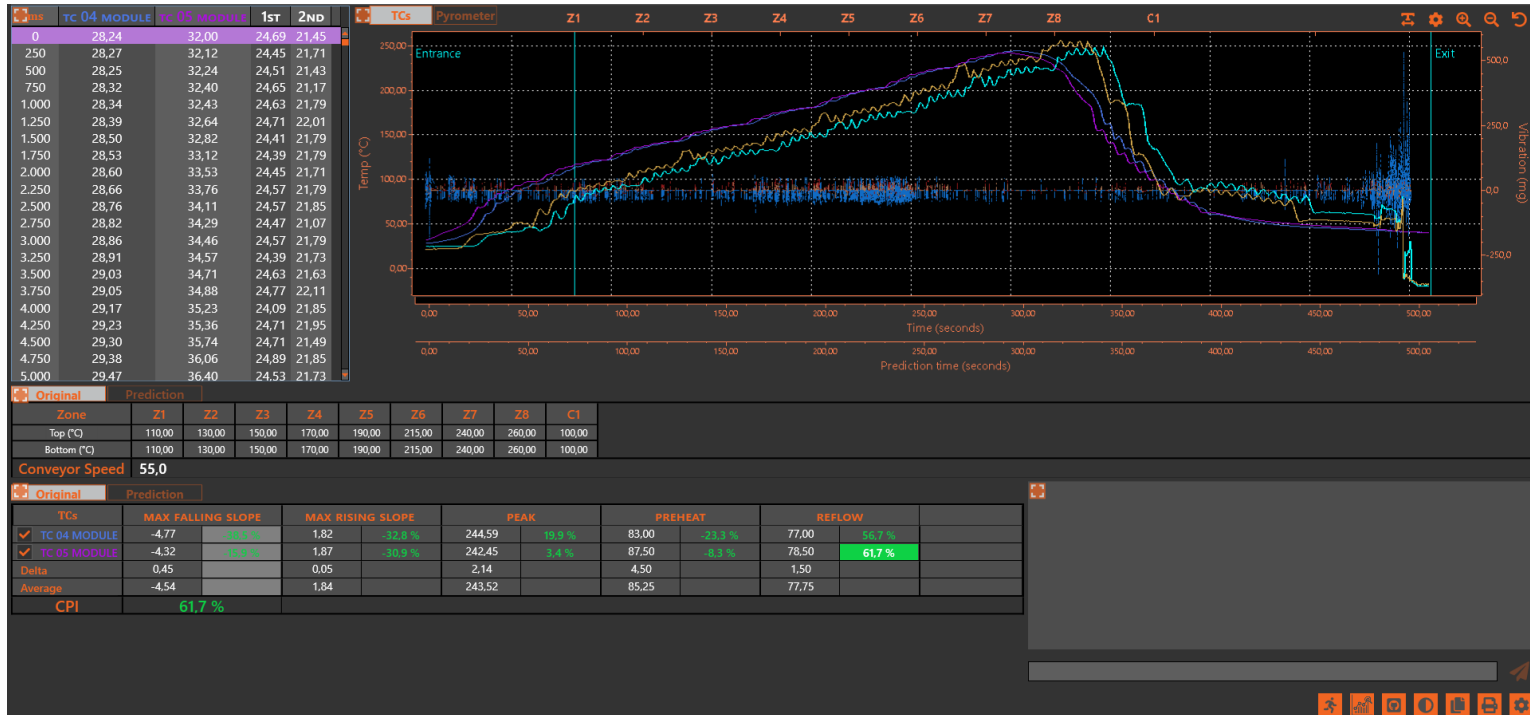 ms TC 04 MODULE TC 05 MODULE 1ST 2ND
0 28,24 32,00 24,69 21,45
250 28,27 32,12 24,45 21,71
500 28,25 32,24 24,51 21,43
750 28,32 32,40 24,65 21,17
1.000 28,34 32,43 24,63 21,79
1.250 28,39 32,64 24,71 22,01
1.500 28,50 32,82 24,41 21,79
1.750 28,53 33,12 24,39 21,79
2.000 28,60 33,53 24,45 21,71
2.250 28,66 33,76 24,57 21,79
2.500 28,76 34,11 24,57 21,85
2.750 28,82 34,29 24,47 21,07
3.000 28,86 34,46 24,57 21,79
3.250 28,91 34,57 24,39 21,73
3.500 29,03 34,71 24,63 21,63
3.750 29,05 34,88 24,77 22,11
4.000 29,17 35,23 24,09 21,85
4.250 29,23 35,36 24,71 21,95
4.500 29,30 35,74 24,71 21,49
4.750 29,38 36,06 24,89 21,85
5.000 29,47 36,40 24,53 21,73
TCs Pyrometer
Z1 Z2 Z3 Z4 Z5 Z6 Z7 Z8 C1
Entrance
Exit
250,00
200,00
150,00
100,00
50,00
0,00
Temp (°C)
500,0
250,0
0,0
-250,0
Vibration (mg)
0,00 50,00 100,00 150,00 200,00 250,00 300,00 350,00 400,00 450,00 500,00
Time (seconds)
0,00 50,00 100,00 150,00 200,00 250,00 300,00 350,00 400,00 450,00 500,00
Prediction time (seconds)
Original Prediction
Zone Z1 Z2 Z3 Z4 Z5 Z6 Z7 Z8 C1
Top (°C) 110,00 130,00 150,00 170,00 190,00 215,00 240,00 260,00 100,00
Bottom (°C) 110,00 130,00 150,00 170,00 190,00 215,00 240,00 260,00 100,00
Conveyor Speed 55,0
Original Prediction
TCs MAX FALLING SLOPE MAX RISING SLOPE PEAK PREHEAT REFLOW
TC 04 MODULE -4,77 1,82 -32,8 % 244,59 19,9 % 83,00 -23,3 % 77,00 56,7 %
TC 05 MODULE -4,32 1,87 -30,9 % 242,45 3,4 % 87,50 -8,3 % 78,50 61,7 %
Delta 0,45 0,05 2,14 4,50 1,50
Average -4,54 1,84 243,52 85,25 77,75
CPI 61,7 %